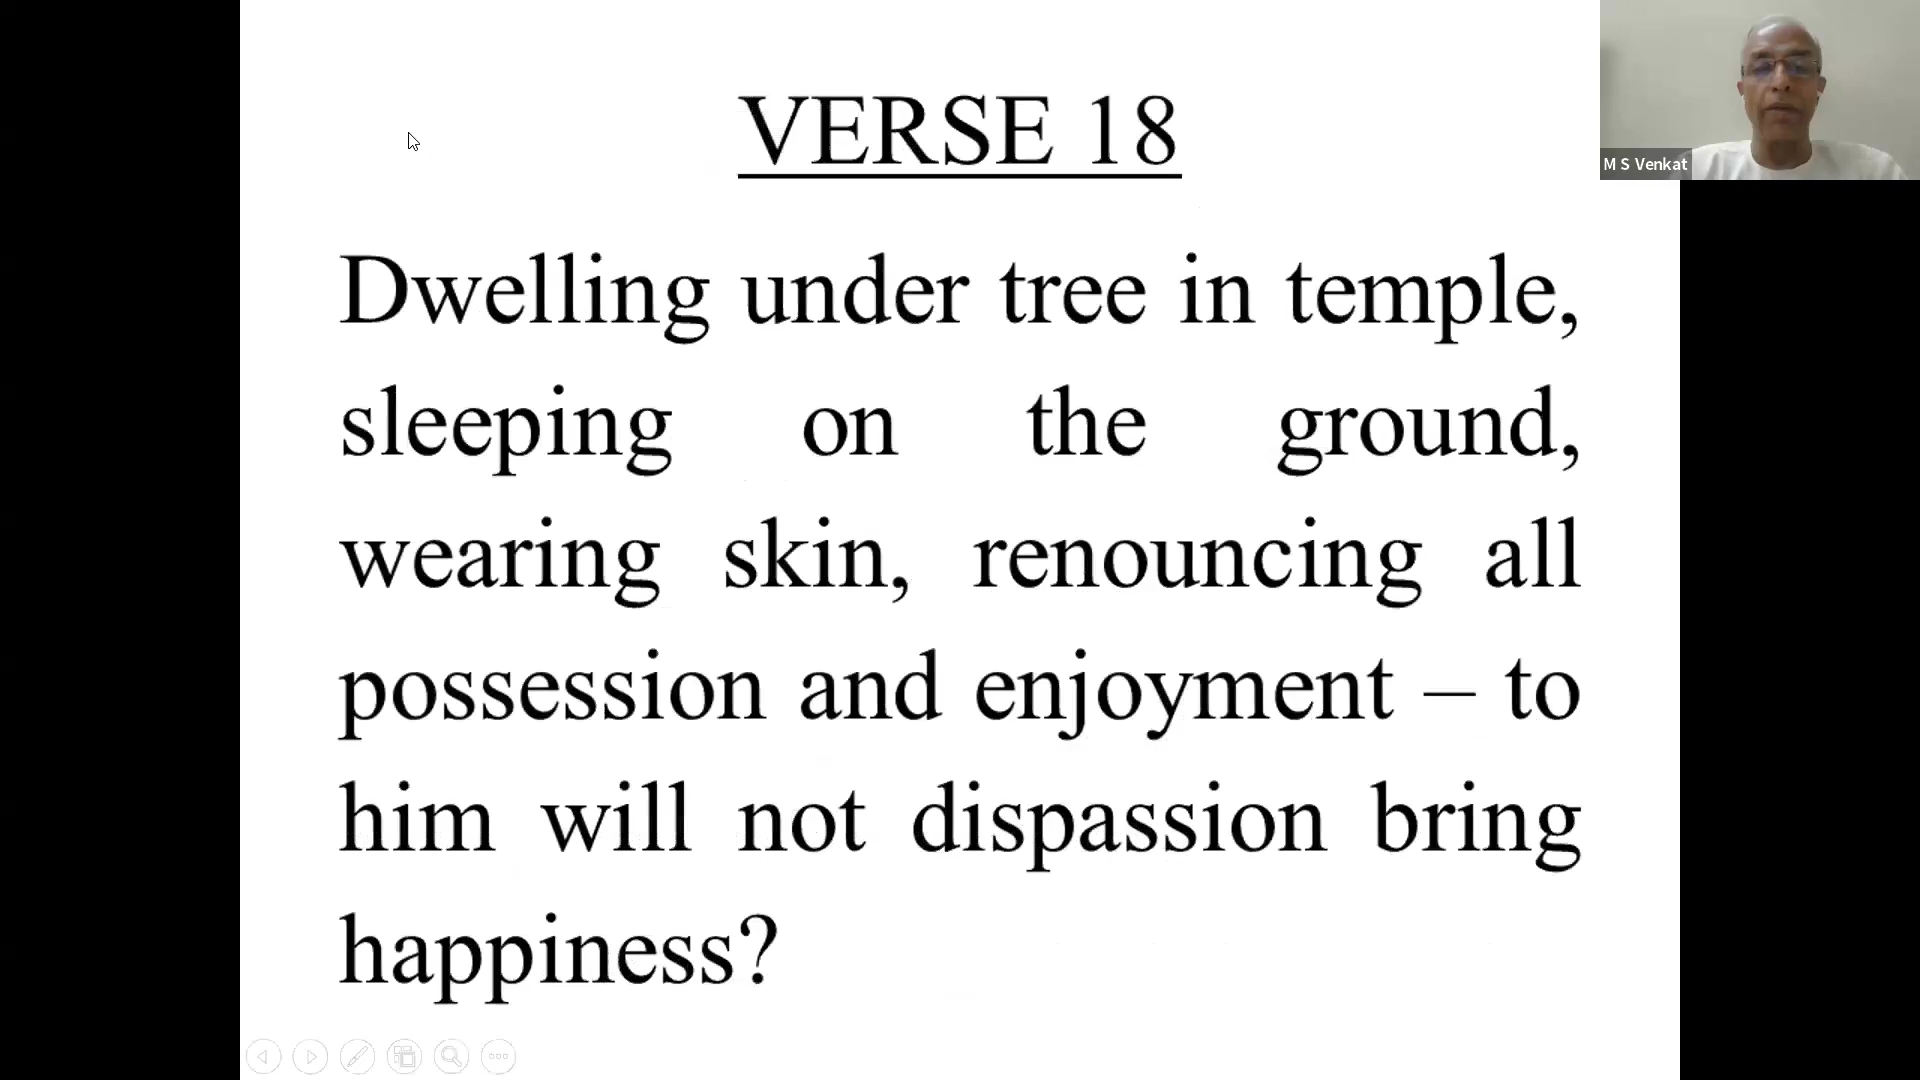 VERSE 18
M S Venkat
Dwelling under tree in temple,
sleeping on the ground,
wearing skin, renouncing all
possession and enjoyment – to
him will not dispassion bring
happiness?